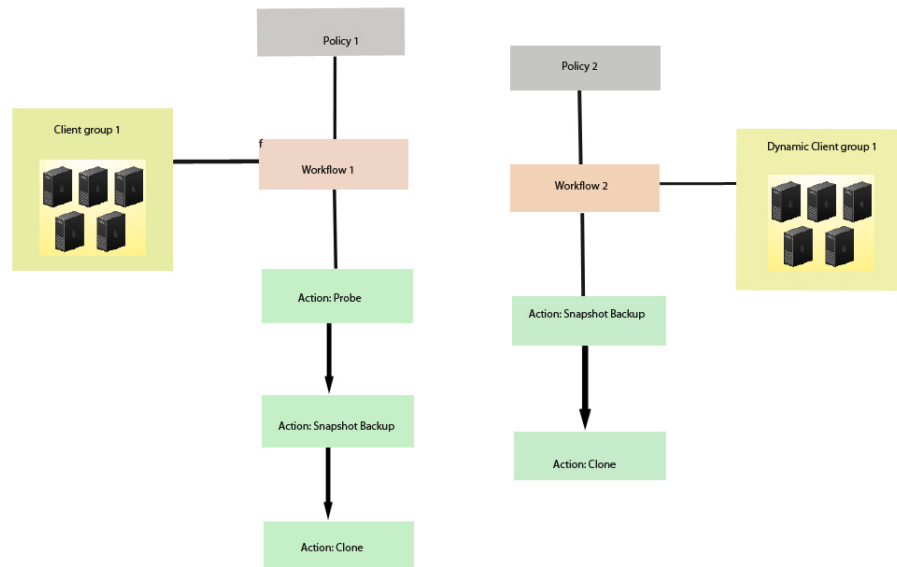 Policy 1
Client group 1
f
Workflow 1
Action: Probe
Action: Snapshot Backup
Action: Clone
Policy 2
Dynamic Client group 1
Workflow 2
Action: Snapshot Backup
Action: Clone